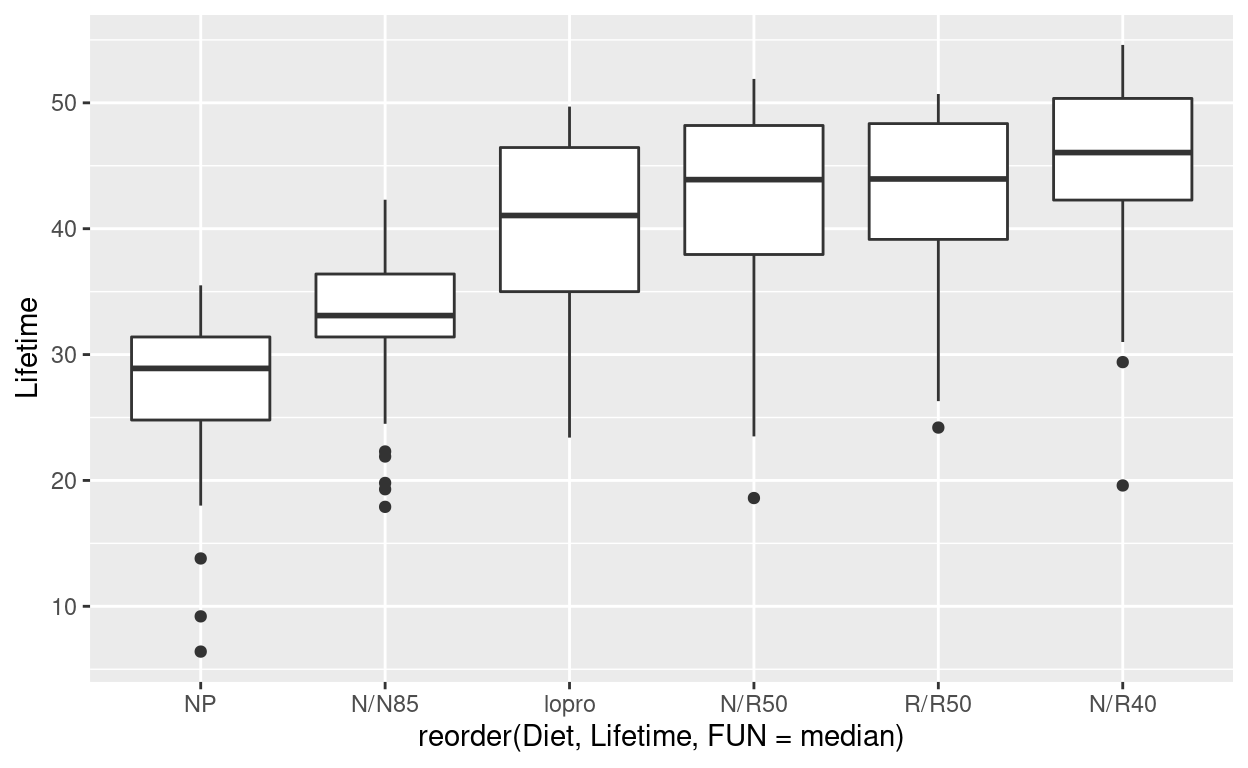 Lifetime
50
40
30
20
10
NP N/N85 lopro N/R50 R/R50 N/R40
reorder(Diet, Lifetime, FUN = median)